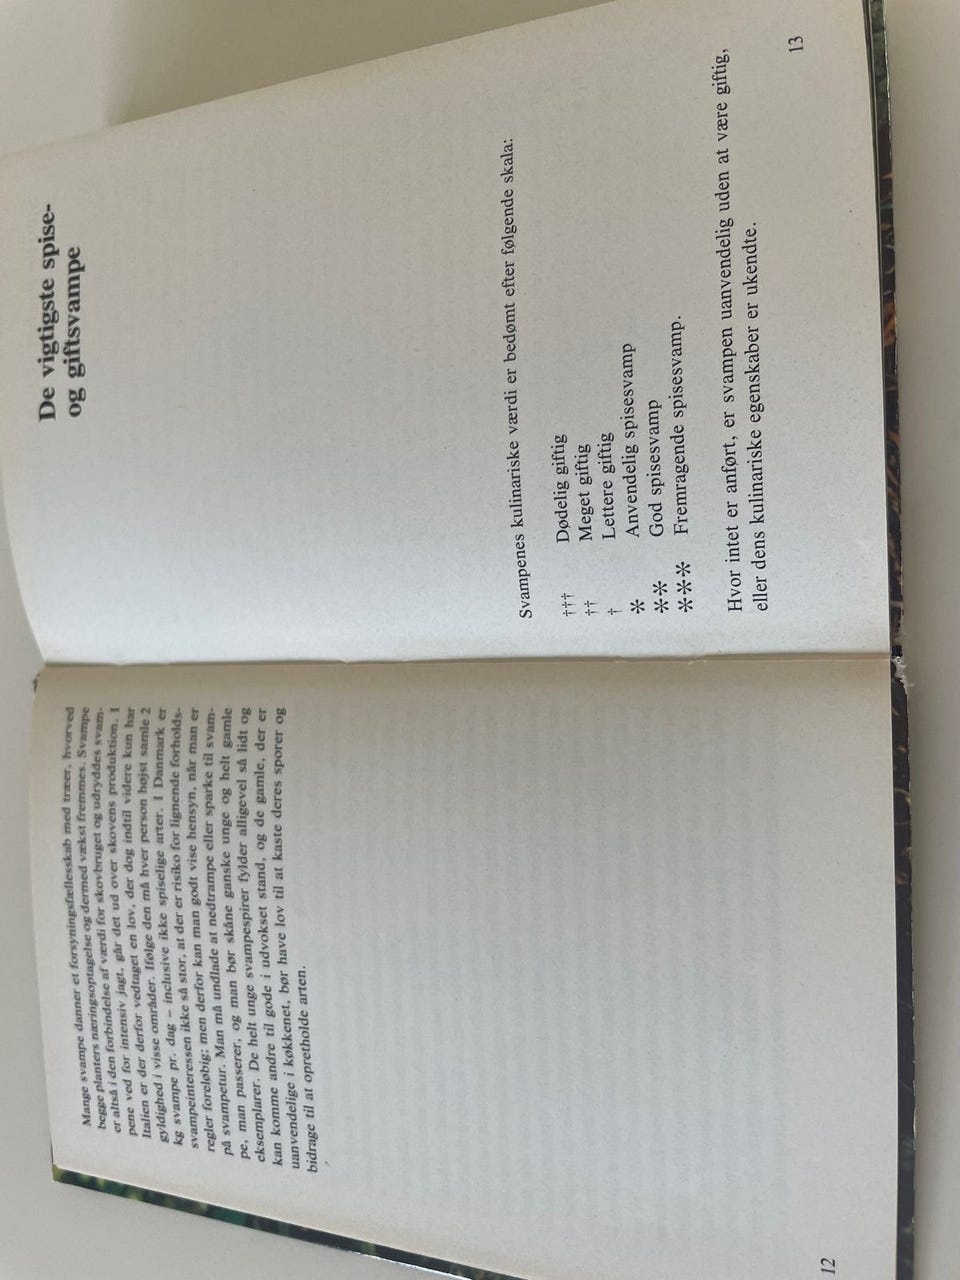 Mange svampe danner et forsyningsfællesskab med træer, hvorved
begge planters næringsoptagelse og dermed vækst fremmes. Svampe
er altså i den forbindelse af værdi for skovbruget og udryddes svam-
pene ved for intensiv jagt, går det ud over skovens produktion. I
Italien er der derfor vedtaget en lov, der dog indtil videre kun har
gyldighed i visse områder. Ifølge den må hver person højst samle 2
kg svampe pr. dag – inclusive ikke spiselige arter. I Danmark er
svampeinteressen ikke så stor, at der er risiko for lignende forholds-
regler foreløbig; men derfor kan man godt vise hensyn, når man er
på svampetur. Man må undlade at nedtrampe eller sparke til svam-
pe, man passerer, og man bør skåne ganske unge og helt gamle
eksemplarer. De helt unge svampespirer fylder alligevel så lidt og
kan komme andre til gode i udvokset stand, og de gamle, der er
uanvendelige i køkkenet, bør have lov til at kaste deres sporer og
bidrage til at opretholde arten.
12
De vigtigste spise-
og giftsvampe
Svampenes kulinariske værdi er bedømt efter følgende skala:
††† Dødelig giftig
†† Meget giftig
† Lettere giftig
* Anvendelig spisesvamp
** God spisesvamp
*** Fremragende spisesvamp.
Hvor intet er anført, er svampen uanvendelig uden at være giftig,
eller dens kulinariske egenskaber er ukendte.
13